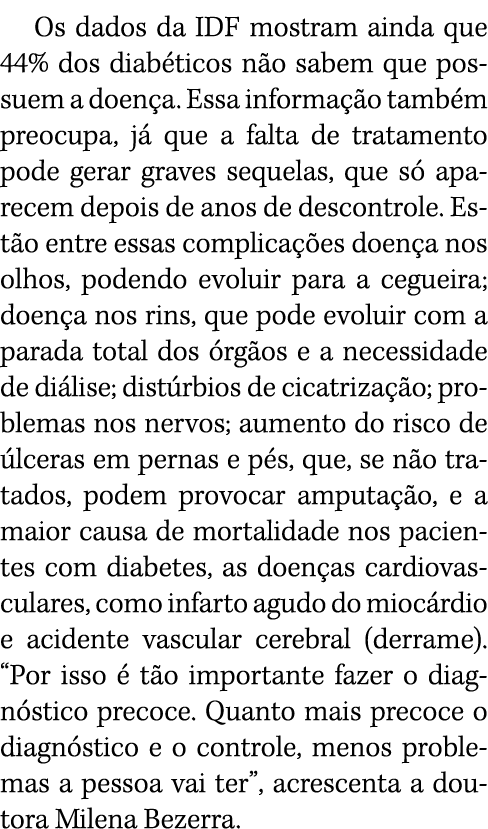 Os dados da IDF mostram ainda que
44% dos diabéticos não sabem que pos-
suem a doença. Essa informação também
preocupa, já que a falta de tratamento
pode gerar graves sequelas, que só apa-
recem depois de anos de descontrole. Es-
tão entre essas complicações doença nos
olhos, podendo evoluir para a cegueira;
doença nos rins, que pode evoluir com a
parada total dos órgãos e a necessidade
de diálise; distúrbios de cicatrização; pro-
blemas nos nervos; aumento do risco de
úlceras em pernas e pés, que, se não tra-
tados, podem provocar amputação, e a
maior causa de mortalidade nos pacien-
tes com diabetes, as doenças cardiovas-
culares, como infarto agudo do miocárdio
e acidente vascular cerebral (derrame).
“Por isso é tão importante fazer o diag-
nóstico precoce. Quanto mais precoce o
diagnóstico e o controle, menos proble-
mas a pessoa vai ter”, acrescenta a dou-
tora Milena Bezerra.